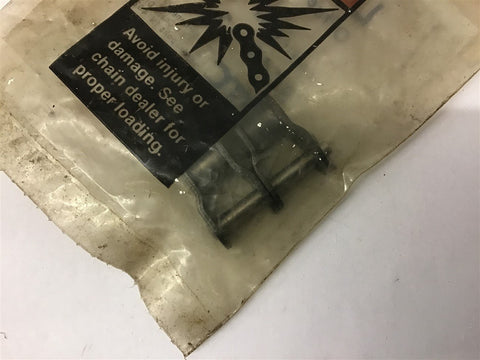 Avoid injury or
damage. See
chain dealer for
proper loading.